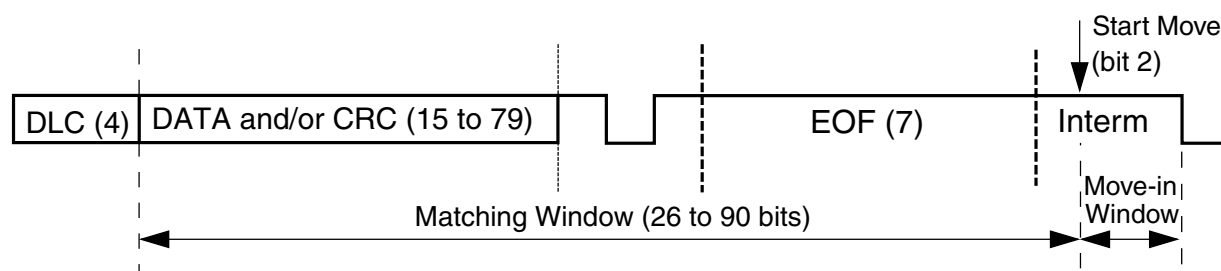 Start Move
(bit 2)
DLC (4)
DATA and/or CRC (15 to 79)
EOF (7)
Interm
Matching Window (26 to 90 bits)
Move-in
Window